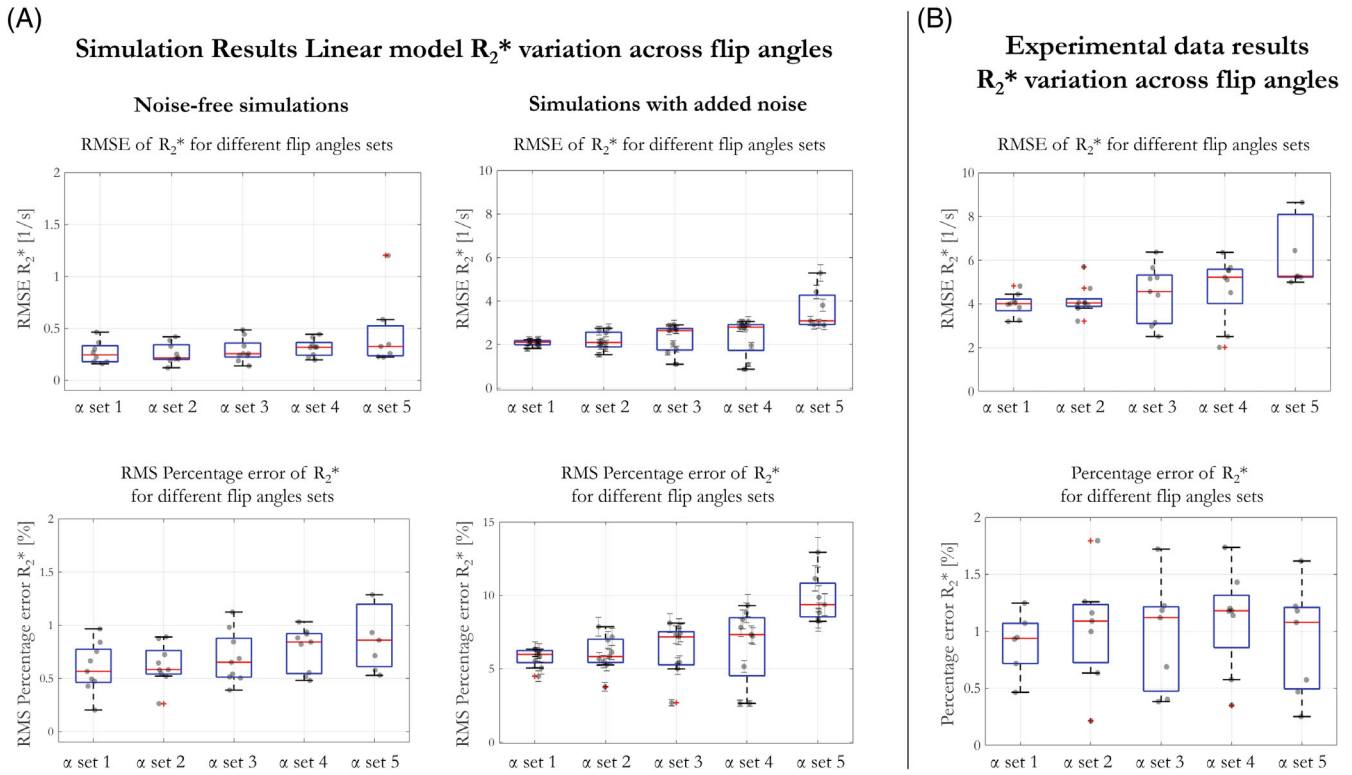 (A)
Simulation Results Linear model R₂* variation across flip angles
Noise-free simulations
RMSE of R₂* for different flip angles sets
RMSE R₂* [1/s]
2
1.5
1
0.5
0
α set 1 α set 2 α set 3 α set 4 α set 5
Simulations with added noise
RMSE of R₂* for different flip angles sets
RMSE R₂* [1/s]
10
8
6
4
2
0
α set 1 α set 2 α set 3 α set 4 α set 5
RMS Percentage error of R₂*
for different flip angles sets
RMS Percentage error R₂* [%]
2
1.5
1
0.5
0
α set 1 α set 2 α set 3 α set 4 α set 5
RMS Percentage error of R₂*
for different flip angles sets
RMS Percentage error R₂* [%]
15
10
5
0
α set 1 α set 2 α set 3 α set 4 α set 5
(B)
Experimental data results
R₂* variation across flip angles
RMSE of R₂* for different flip angles sets
RMSE R₂* [1/s]
10
8
6
4
2
0
α set 1 α set 2 α set 3 α set 4 α set 5
Percentage error of R₂*
for different flip angles sets
Percentage error R₂* [%]
2
1.5
1
0.5
0
α set 1 α set 2 α set 3 α set 4 α set 5